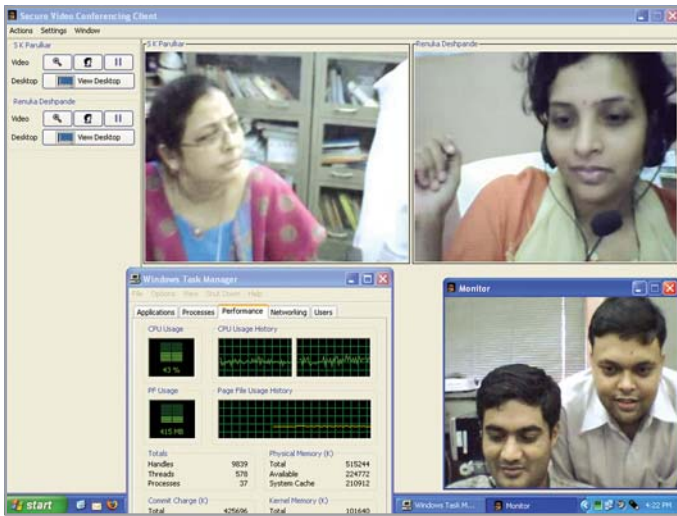 Secure Video Conferencing Client
Actions Settings Window
S K Parulkar
Video
Desktop View Desktop
Renuka Deshpande
Video
Desktop View Desktop
S K Parulkar
Renuka Deshpande
Windows Task Manager
File Options View Shut Down Help
Applications Processes Performance Networking Users
CPU Usage CPU Usage History
43 %
PF Usage Page File Usage History
415 MB
Totals
Handles 9839
Threads 578
Processes 37
Physical Memory (K)
Total 515244
Available 224772
System Cache 210912
Commit Charge (K)
Total 425696
Kernel Memory (K)
Total 101640
Monitor
start
Windows Task M...
Monitor
4:22 PM